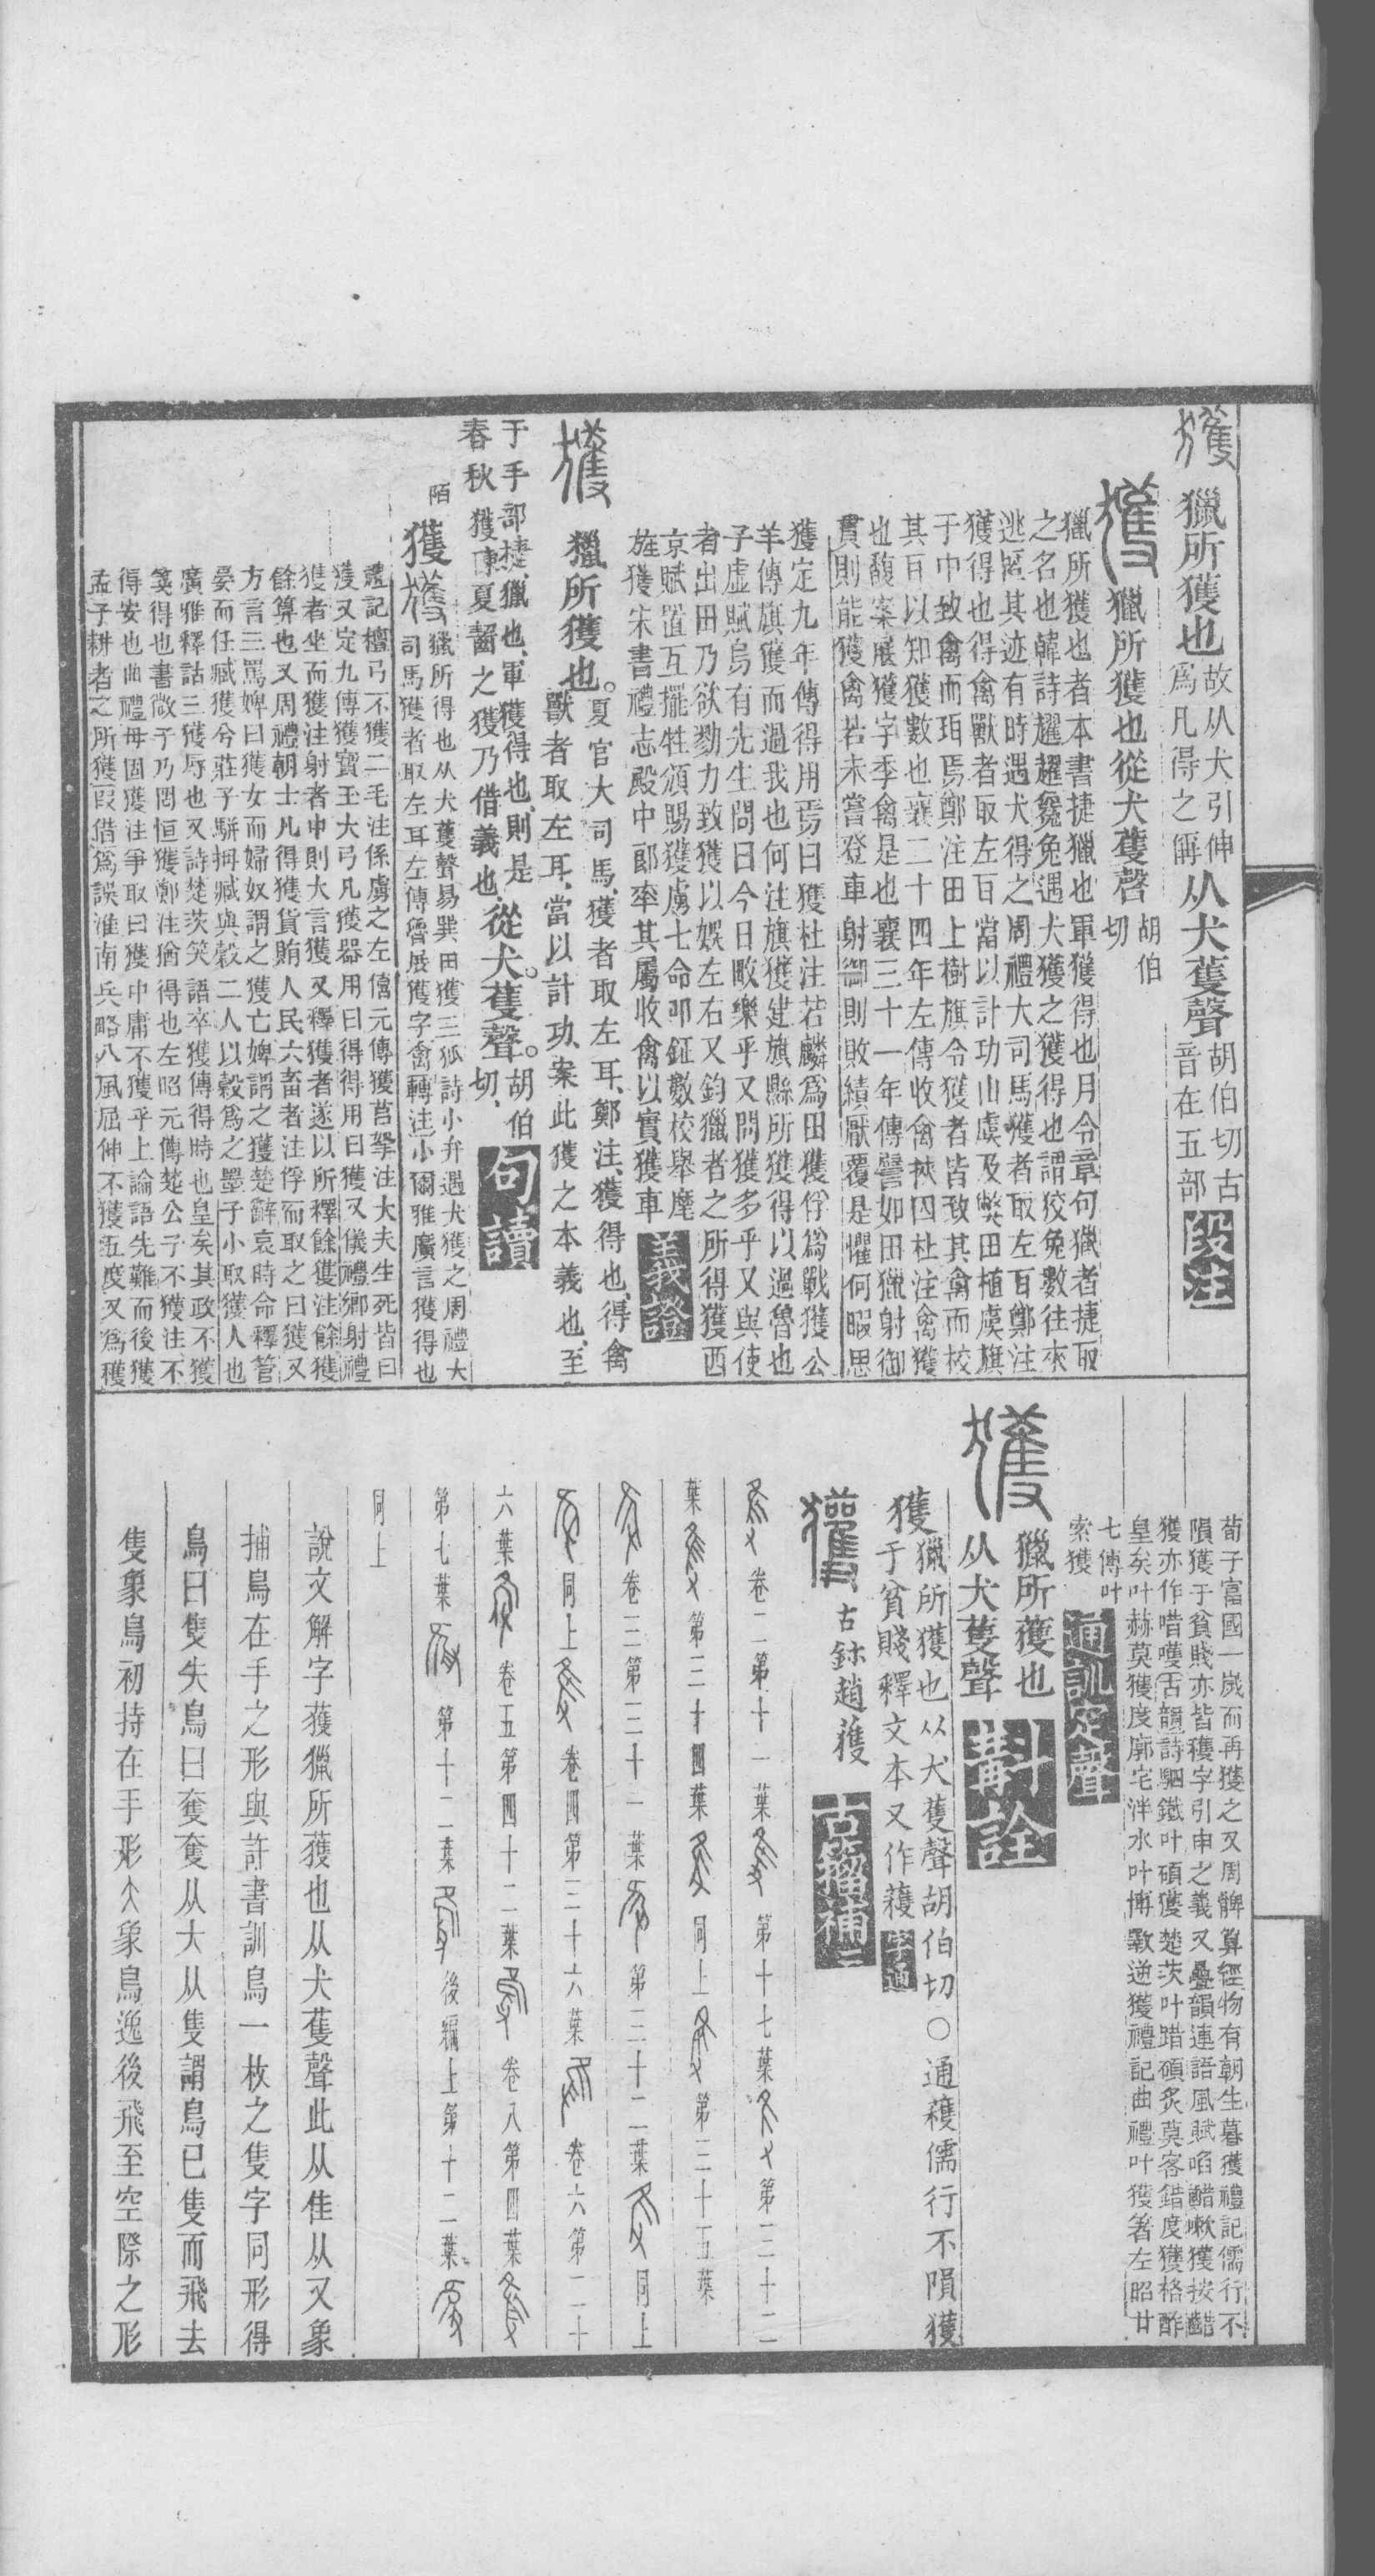 獲
獵所獲也故从犬引伸
爲凡得之偁从犬蒦聲胡伯切古
音在五部段注
獲獵所獲也從犬蒦聲胡伯
切
獵所獲也者本書捷獵也軍獲得也月令章句獵者捷取
之名也韓詩趯趯毚兔遇犬獲之獲得也謂狡兔數往來
逃匿其迹有時遇犬得之周禮大司馬獲者取左耳鄭注
獲得也得禽獸者取左耳當以計功山虞及獘田植虞旗
于中致禽而珥焉鄭注田上樹旗令獲者皆致其禽而校
其耳以知獲數也襄二十四年左傳收禽挾囚杜注禽獲
也馥案展獲字季禽是也襄三十一年傳譬如田獵射御
貫則能獲禽若未嘗登車射御則敗績厭覆是懼何暇思
獲定九年傳得用焉曰獲杜注若麟爲田獲俘爲戰獲公
羊傳旗獲而過我也何注旗獲建旗縣所獲得以過魯也
子虛賦烏有先生問曰今日畋樂乎又問獲多乎又與使
者出田乃欲勠力致獲以娛左右又鈞獵者之所得獲西
京賦罝互擺牲頒賜獲虜七命叩鉦數校舉麾
旌獲宋書禮志殿中郎率其屬收禽以實獲車義證
獲獵所獲也。夏官大司馬、獲者取左耳、鄭注、獲得也、得禽
獸者取左耳、當以計功、案此獲之本義也、至
于手部捷、獵也、軍獲得也、則是從犬。蒦聲。胡伯
春秋獲陳夏齧之獲乃借義也、切、句讀
陌
獲獲獵所得也从犬蒦聲易巽田獲三狐詩小弁遇犬獲之周禮大
司馬獲者取左耳左傳魯展獲字禽轉注小爾雅廣言獲得也
禮記檀弓不獲二毛注係虜之左僖元傳獲莒拏注大夫生死皆曰
獲又定九傳獲寶玉大弓凡獲器用曰得得用曰獲又儀禮鄉射禮
獲者坐而獲注射者中則大言獲又釋獲者遂以所釋餘獲注餘獲
餘算也又周禮朝士凡得獲貨賄人民六畜者注俘而取之曰獲又
方言三罵婢曰獲女而婦奴謂之獲亡婢謂之獲楚辭哀時命釋管
晏而任臧獲兮莊子駢拇臧與穀二人以穀爲之墨子小取獲人也
廣雅釋詁三獲辱也又詩楚茨笑語卒獲傳得時也皇矣其政不獲
箋得也書微子乃罔恒獲鄭注猶得也左昭元傳楚公子不獲注不
得安也曲禮毋固獲注爭取曰獲中庸不獲乎上論語先難而後獲
孟子耕者之所獲叚借爲誤淮南兵略八風屈伸不獲五度又爲穫
荀子富國一歲而再獲之又周髀算經物有朝生暮獲禮記儒行不
隕獲于貧賤亦皆穫字引申之義又疊韻連語風賦啗齰嗽獲按齰
獲亦作唶嚄古韻詩駟鐵叶碩獲楚茨叶踖碩炙莫客錯度獲格酢
皇矣叶赫莫獲度廓宅泮水叶博斁逆獲禮記曲禮叶獲箸左昭廿
七傳叶
索獲通訓定聲
獲獵所獲也
从犬蒦聲斠詮
獲獵所獲也从犬蒦聲胡伯切○通穫儒行不隕獲
于貧賤釋文本又作穫字通
古鉢趙獲古籀補二
卷二第十一葉第十七葉第三十二
葉第三十四葉同上第三十五葉
卷三第三十一葉第三十二葉同上
同上卷四第三十六葉卷六第二十
六葉卷五第四十二葉卷八第四葉
第七葉第十二葉後編上第十二葉
同上
說文解字獲獵所獲也从犬蒦聲此从隹从又象
捕鳥在手之形與許書訓鳥一枚之隻字同形得
鳥曰隻失鳥曰奪奞从大从隻謂鳥已隻而飛去
隻象鳥初持在手形大象鳥逸後飛至空際之形